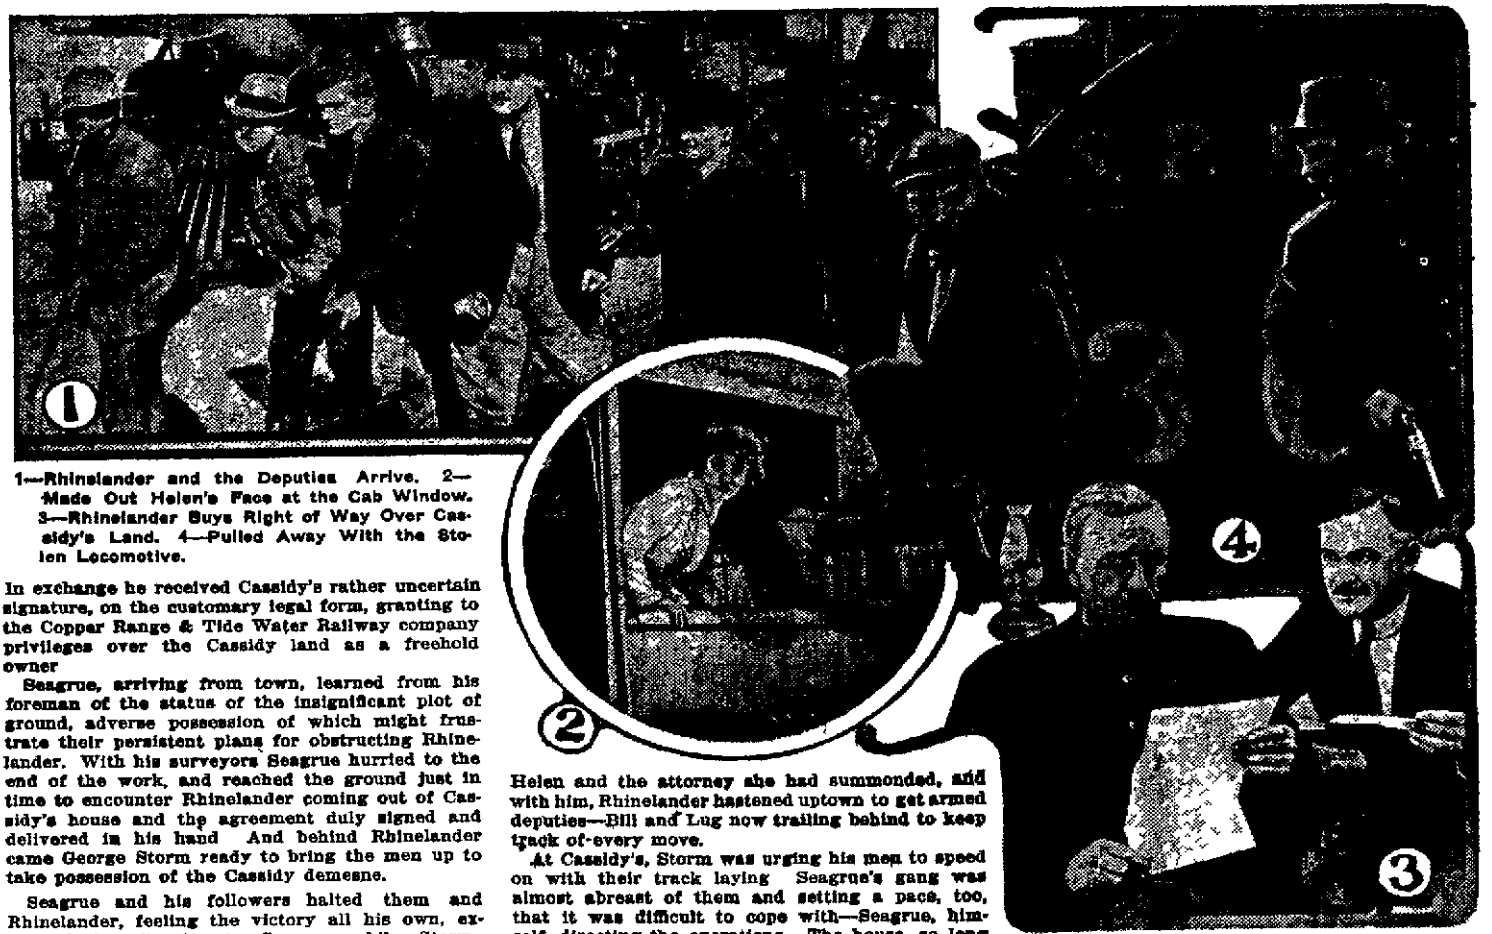 1
2
3
4
1—Rhinelander and the Deputies Arrive. 2—
Made Out Helen's Face at the Cab Window.
3—Rhinelander Buys Right of Way Over Cas-
sidy's Land. 4—Pulled Away With the Sto-
len Locomotive.
In exchange he received Cassidy's rather uncertain
signature, on the customary legal form, granting to
the Copper Range & Tide Water Railway company
privileges over the Cassidy land as a freehold
owner
Seagrue, arriving from town, learned from his
foreman of the status of the insignificant plot of
ground, adverse possession of which might frus-
trate their persistent plans for obstructing Rhine-
lander. With his surveyors Seagrue hurried to the
end of the work, and reached the ground just in
time to encounter Rhinelander coming out of Cas-
sidy's house and the agreement duly signed and
delivered in his hand And behind Rhinelander
came George Storm ready to bring the men up to
take possession of the Cassidy demesne.
Seagrue and his followers halted them and
Rhinelander, feeling the victory all his own, ex-
Helen and the attorney she had summonded, and
with him, Rhinelander hastened uptown to get armed
deputies—Bill and Lug now trailing behind to keep
track of every move.
At Cassidy's, Storm was urging his men to speed
on with their track laying Seagrue's gang was
almost abreast of them and setting a pace, too,
that it was difficult to cope with—Seagrue, him-
self directing the operations. The house, so long